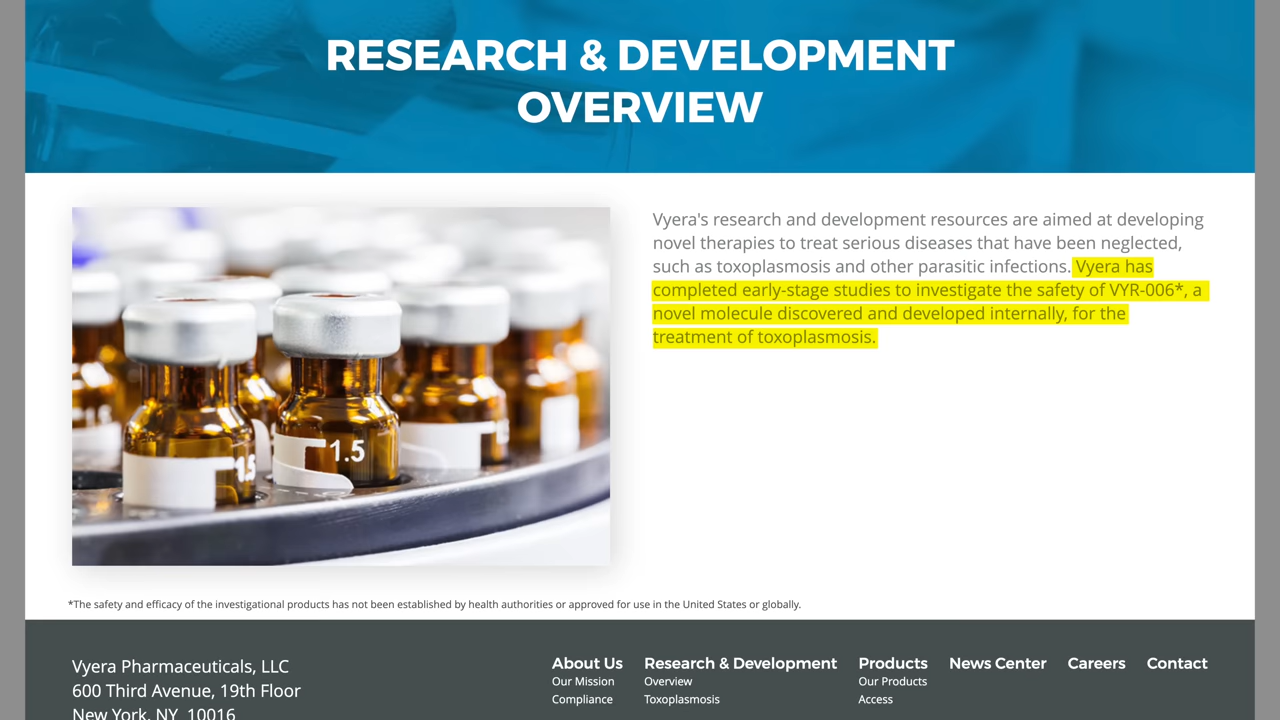 RESEARCH & DEVELOPMENT
OVERVIEW
Vyera's research and development resources are aimed at developing
novel therapies to treat serious diseases that have been neglected,
such as toxoplasmosis and other parasitic infections. Vyera has
completed early-stage studies to investigate the safety of VYR-006*, a
novel molecule discovered and developed internally, for the
treatment of toxoplasmosis.
1.5
1.5
*The safety and efficacy of the investigational products has not been established by health authorities or approved for use in the United States or globally.
Vyera Pharmaceuticals, LLC
600 Third Avenue, 19th Floor
New York, NY 10016
About Us
Our Mission
Compliance
Research & Development
Overview
Toxoplasmosis
Products
Our Products
Access
News Center
Careers
Contact